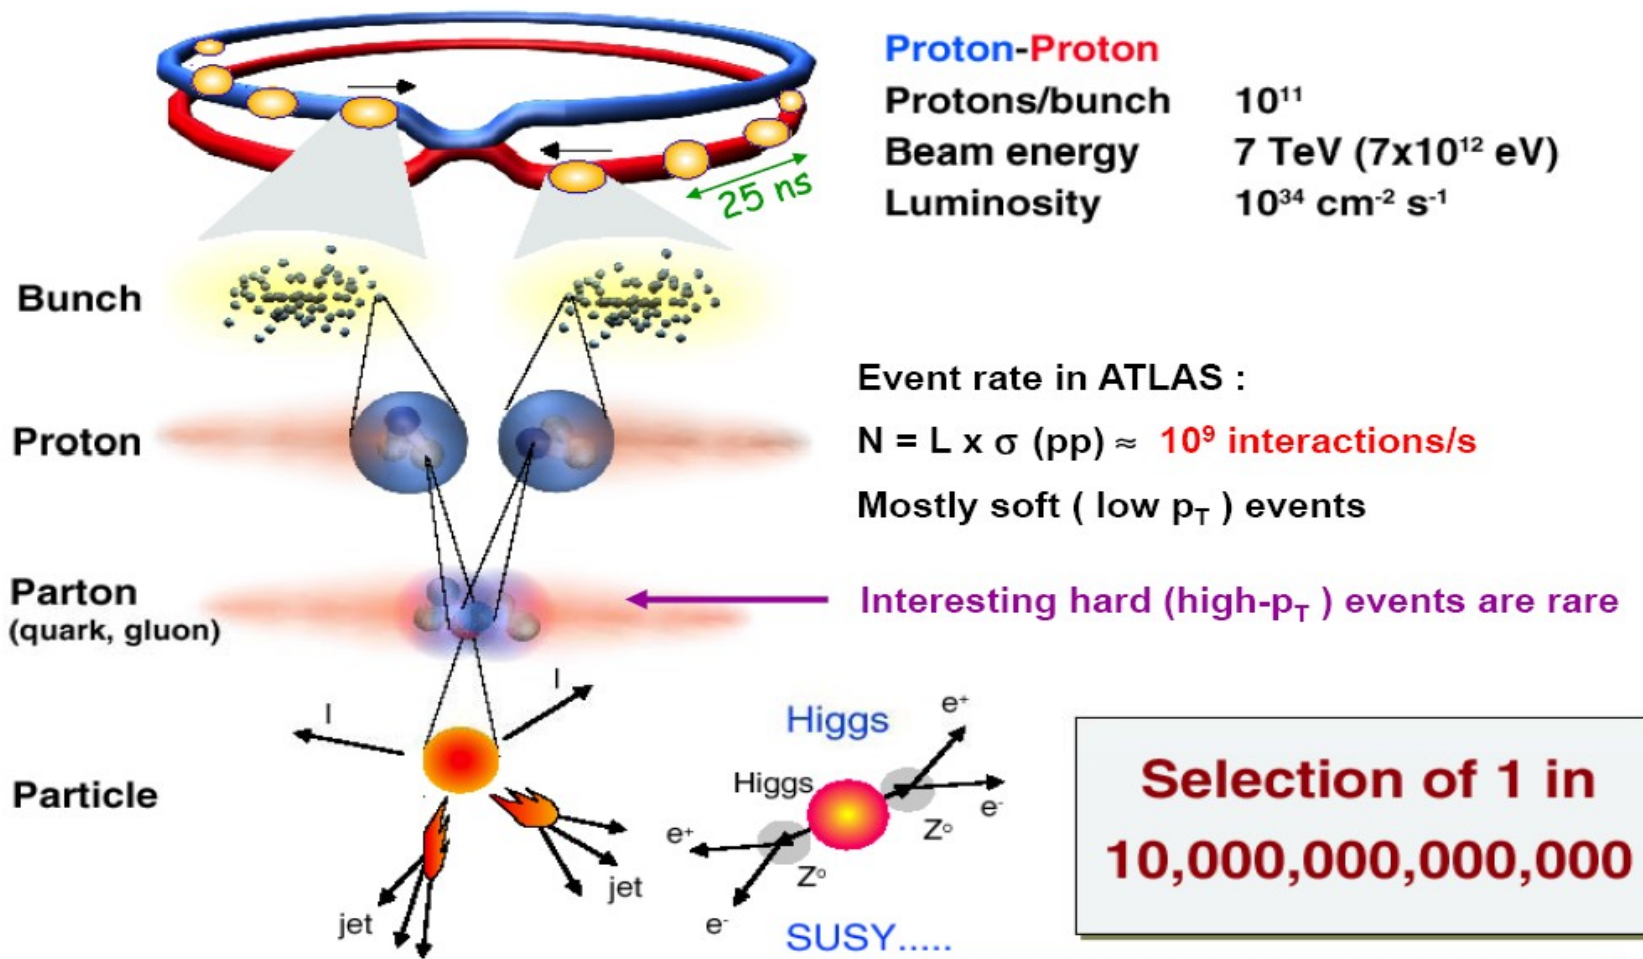 Proton-Proton
Protons/bunch 10¹¹
Beam energy 7 TeV (7x10¹² eV)
Luminosity 10³⁴ cm⁻² s⁻¹
25 ns
Bunch
Event rate in ATLAS :
N = L x σ (pp) ≈ 10⁹ interactions/s
Mostly soft ( low p_T ) events
Proton
Parton
(quark, gluon)
Interesting hard (high-p_T ) events are rare
l
l
Particle
jet
jet
Higgs
Higgs
e⁺
e⁻
Z⁰
e⁺
e⁻
Z⁰
SUSY.....
Selection of 1 in
10,000,000,000,000